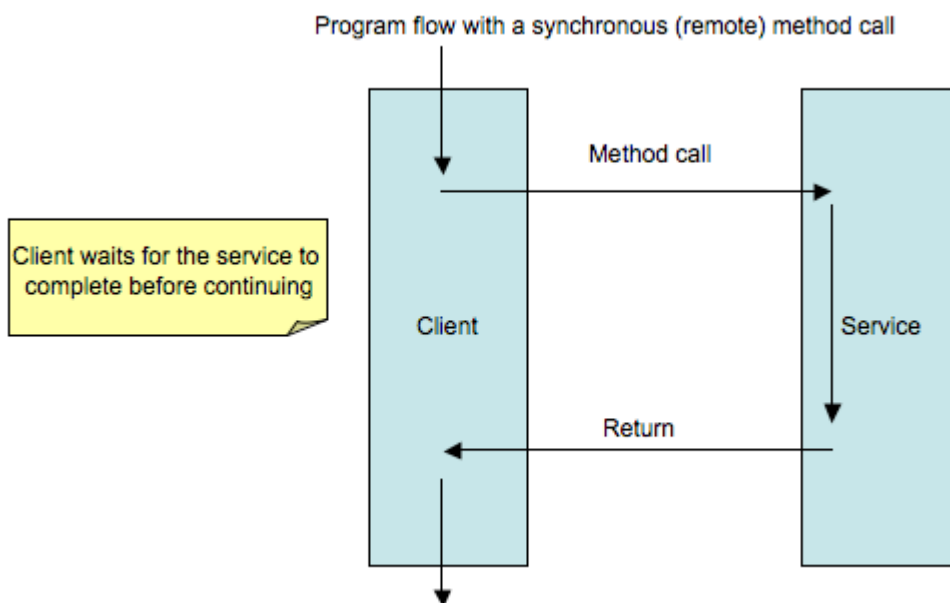 Program flow with a synchronous (remote) method call
Method call
Client waits for the service to
complete before continuing
Client
Service
Return